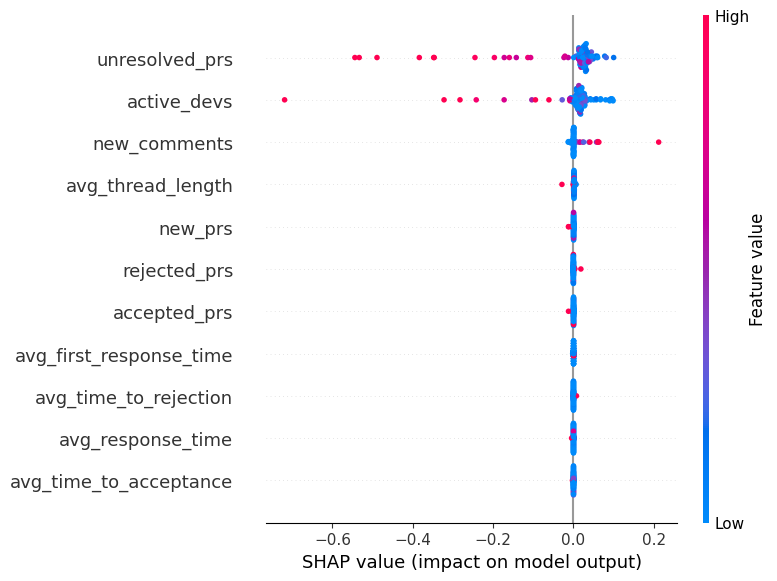 High
unresolved_prs
active_devs
new_comments
avg_thread_length
new_prs
rejected_prs
accepted_prs
avg_first_response_time
avg_time_to_rejection
avg_response_time
avg_time_to_acceptance
Low
Feature value
−0.6 −0.4 −0.2 0.0 0.2
SHAP value (impact on model output)